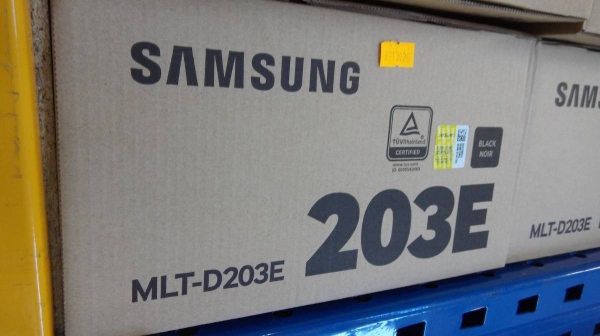 SAMSUNG
TÜVRheinland
CERTIFIED
BLACK
NOIR
203E
MLT-D203E
SAMS
MLT-D203E